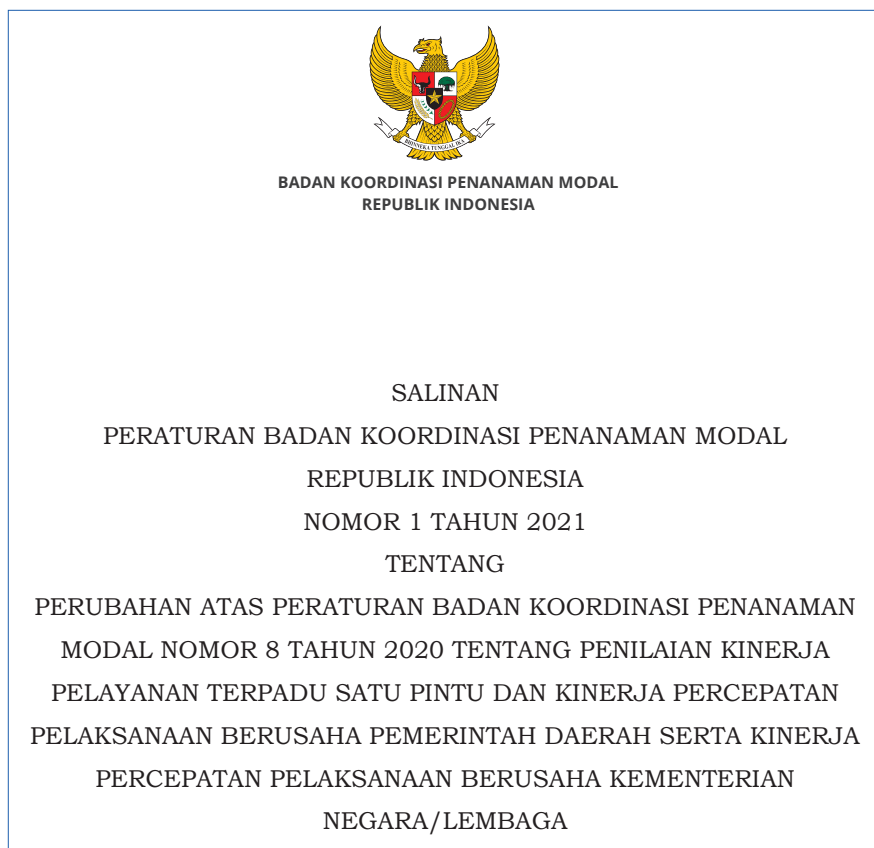 BHINNEKA TUNGGAL IKA
BADAN KOORDINASI PENANAMAN MODAL
REPUBLIK INDONESIA
SALINAN
PERATURAN BADAN KOORDINASI PENANAMAN MODAL
REPUBLIK INDONESIA
NOMOR 1 TAHUN 2021
TENTANG
PERUBAHAN ATAS PERATURAN BADAN KOORDINASI PENANAMAN
MODAL NOMOR 8 TAHUN 2020 TENTANG PENILAIAN KINERJA
PELAYANAN TERPADU SATU PINTU DAN KINERJA PERCEPATAN
PELAKSANAAN BERUSAHA PEMERINTAH DAERAH SERTA KINERJA
PERCEPATAN PELAKSANAAN BERUSAHA KEMENTERIAN
NEGARA/LEMBAGA